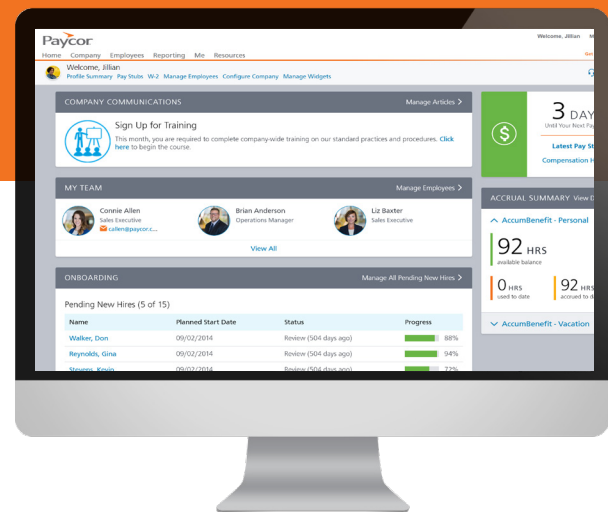 Paycor
Welcome, Jillian
Home Company Employees Reporting Me Resources
Welcome, Jillian
Profile Summary Pay Stubs W-2 Manage Employees Configure Company Manage Widgets
COMPANY COMMUNICATIONS
Manage Articles >
Sign Up for Training
This month, you are required to complete company-wide training on our standard practices and procedures. Click
here to begin the course.
3 DAY
Until Your Next Pay
Latest Pay St
Compensation H
MY TEAM
Manage Employees >
Connie Allen
Sales Executive
callen@paycor.c...
Brian Anderson
Operations Manager
Liz Baxter
Sales Executive
View All
ACCRUAL SUMMARY View D
AccumBenefit - Personal
92 HRS
available balance
0 HRS
used to date
92 HRS
accrued to d
AccumBenefit - Vacation
ONBOARDING
Manage All Pending New Hires >
Pending New Hires (5 of 15)
Name Planned Start Date Status Progress
Walker, Don 09/02/2014 Review (504 days ago) 88%
Reynolds, Gina 09/02/2014 Review (504 days ago) 94%
Stevens, Kevin 09/02/2014 Review (504 days ago) 72%